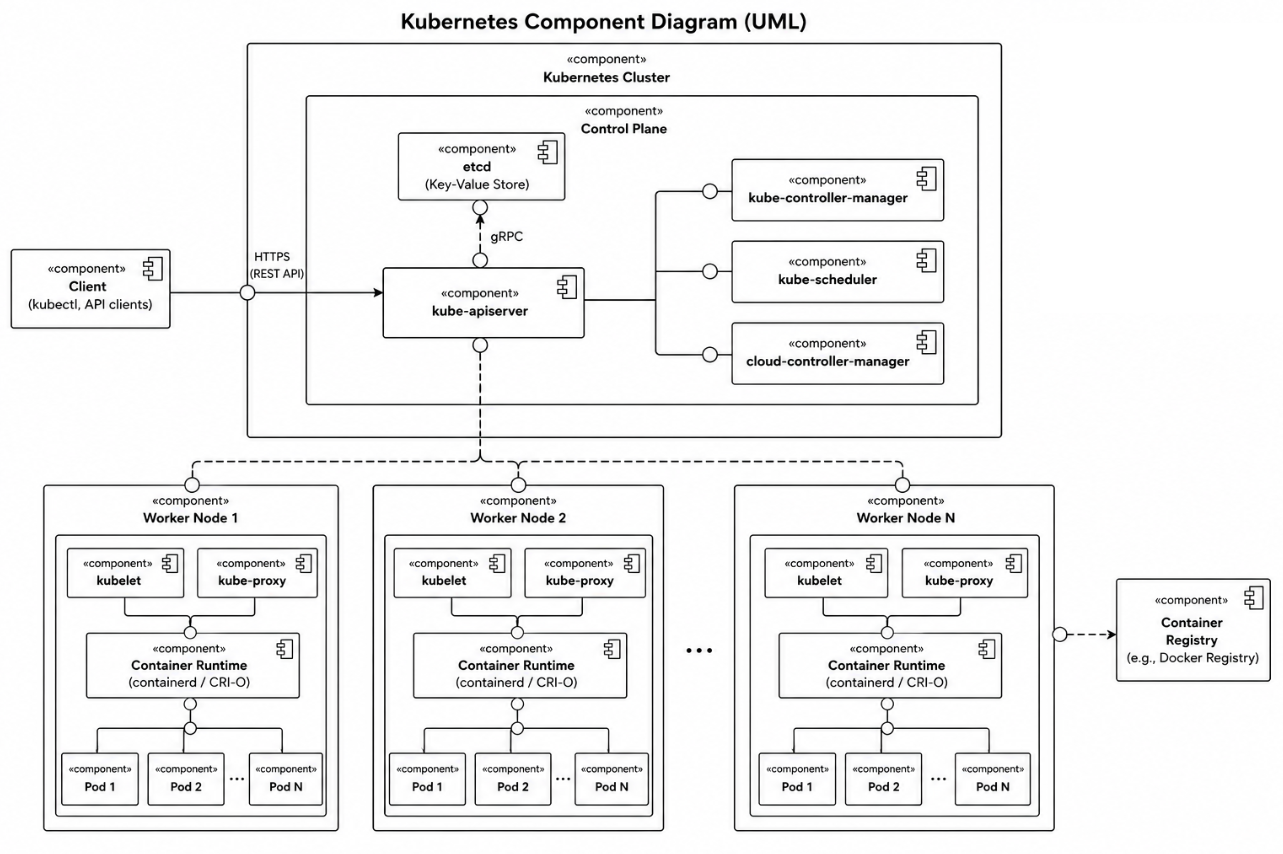 Kubernetes Component Diagram (UML)
«component»
Kubernetes Cluster
«component»
Control Plane
«component»
etcd
(Key-Value Store)
gRPC
«component»
kube-controller-manager
«component»
kube-scheduler
«component»
cloud-controller-manager
HTTPS
(REST API)
«component»
Client
(kubectl, API clients)
«component»
kube-apiserver
«component»
Worker Node 1
«component»
kubelet
«component»
kube-proxy
«component»
Container Runtime
(containerd / CRI-O)
«component»
Pod 1
«component»
Pod 2
...
«component»
Pod N
«component»
Worker Node 2
«component»
kubelet
«component»
kube-proxy
«component»
Container Runtime
(containerd / CRI-O)
«component»
Pod 1
«component»
Pod 2
...
«component»
Pod N
...
«component»
Worker Node N
«component»
kubelet
«component»
kube-proxy
«component»
Container Runtime
(containerd / CRI-O)
«component»
Pod 1
«component»
Pod 2
...
«component»
Pod N
«component»
Container
Registry
(e.g., Docker Registry)